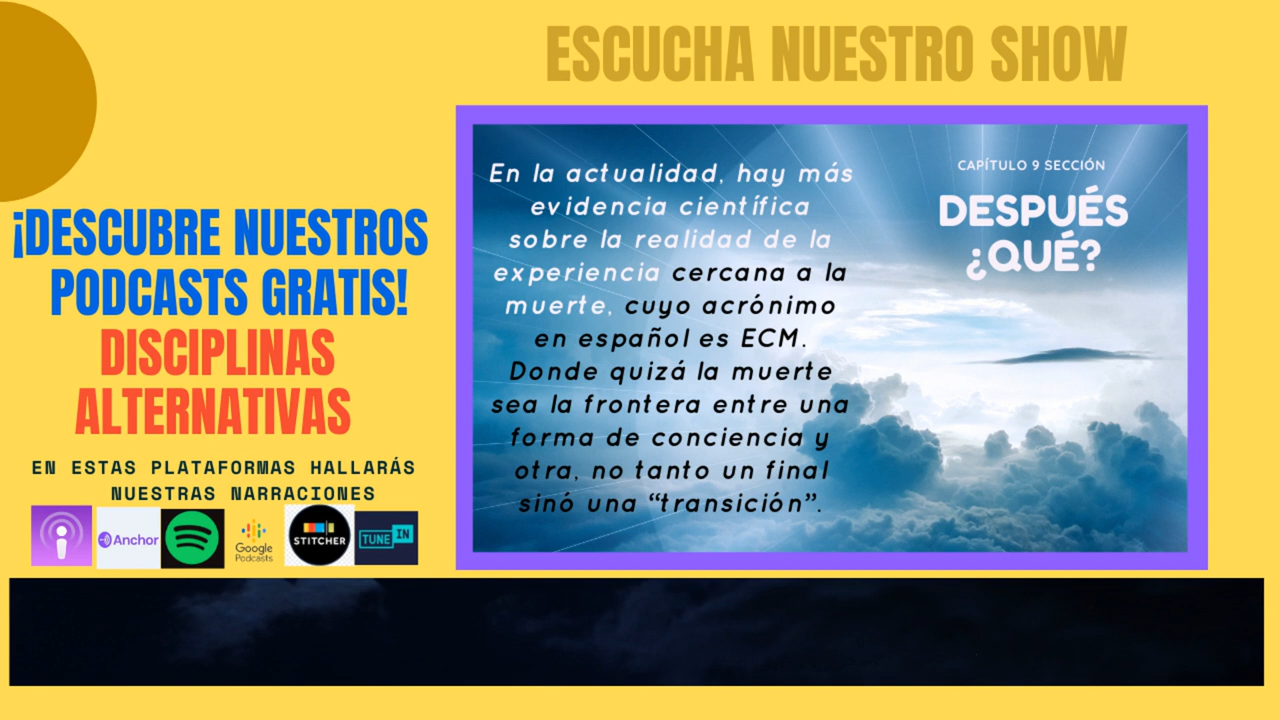 ESCUCHA NUESTRO SHOW
¡DESCUBRE NUESTROS
PODCASTS GRATIS!
DISCIPLINAS
ALTERNATIVAS
EN ESTAS PLATAFORMAS HALLARÁS
NUESTRAS NARRACIONES
Anchor
Google
Podcasts
STITCHER
TUNE IN
En la actualidad, hay más
evidencia científica
sobre la realidad de la
experiencia cercana a la
muerte, cuyo acrónimo
en español es ECM.
Donde quizá la muerte
sea la frontera entre una
forma de conciencia y
otra, no tanto un final
sinó una “transición”.
CAPÍTULO 9 SECCIÓN
DESPUÉS
¿QUÉ?